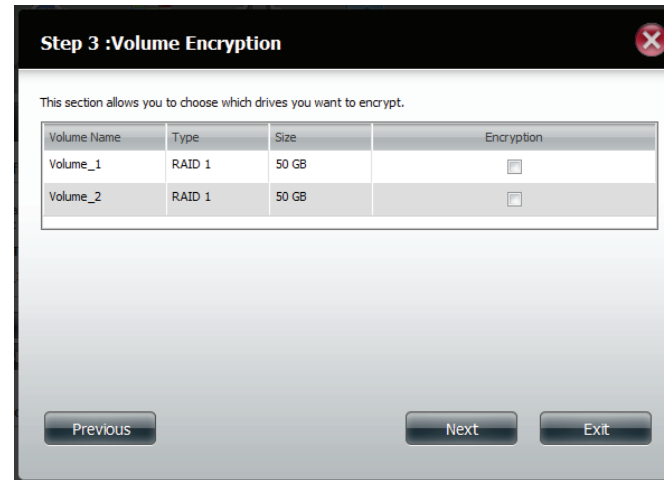 Step 3 :Volume Encryption
This section allows you to choose which drives you want to encrypt.
Volume Name Type Size Encryption
Volume_1 RAID 1 50 GB
Volume_2 RAID 1 50 GB
Previous Next Exit